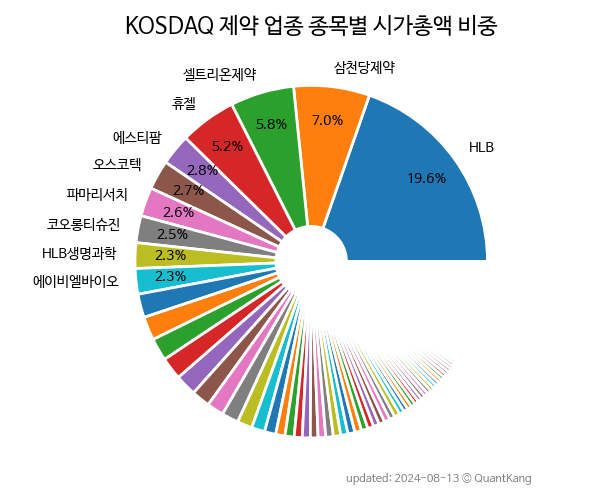 KOSDAQ 제약 업종 종목별 시가총액 비중
HLB
19.6%
삼천당제약
7.0%
셀트리온제약
5.8%
휴젤
5.2%
에스티팜
2.8%
오스코텍
2.7%
파마리서치
2.6%
코오롱티슈진
2.5%
HLB생명과학
2.3%
에이비엘바이오
2.3%
updated: 2024-08-13 © QuantKang